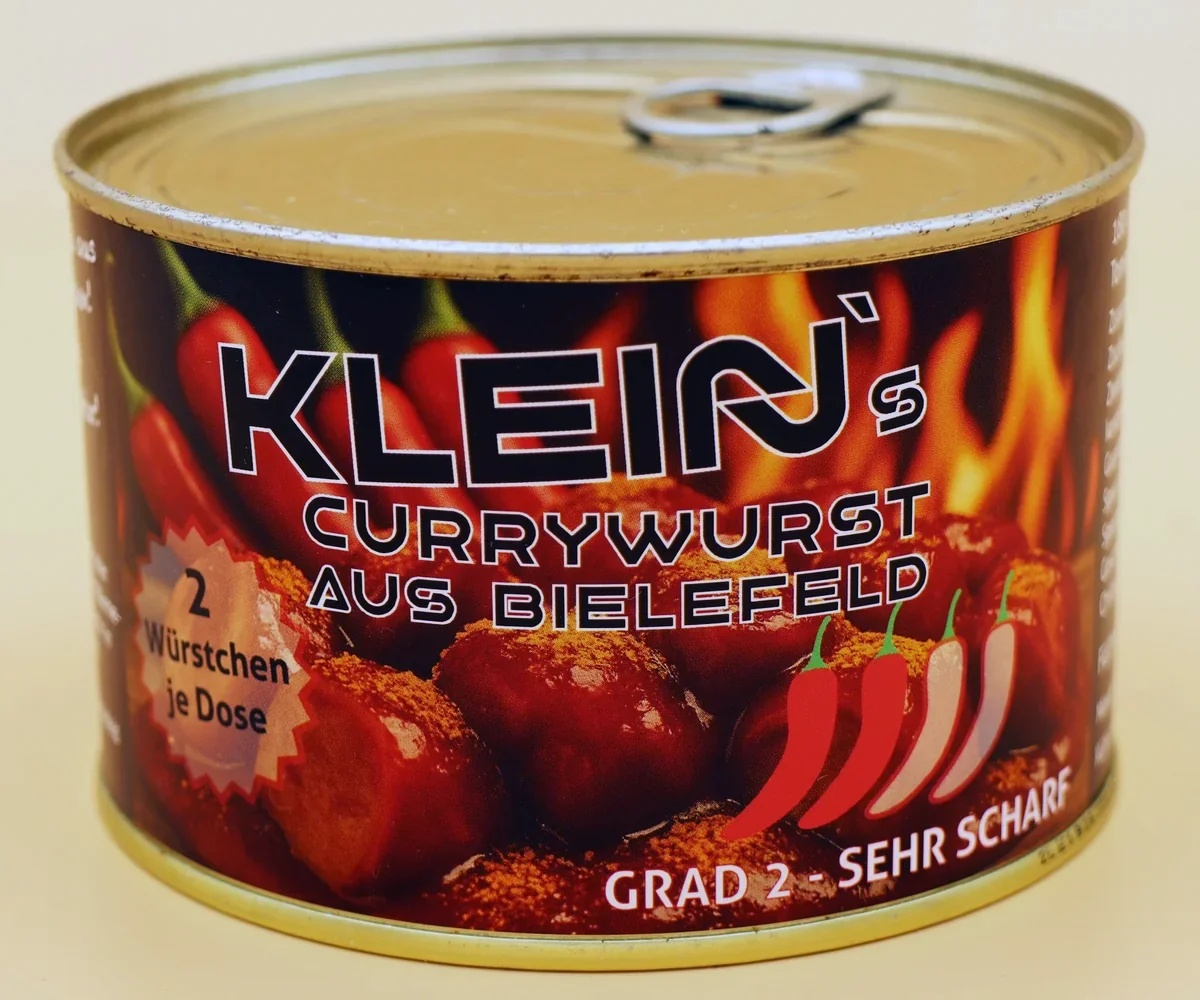 KLEIN`s
CURRYWURST
AUS BIELEFELD
2
Würstchen
je Dose
GRAD 2 - SEHR SCHARF